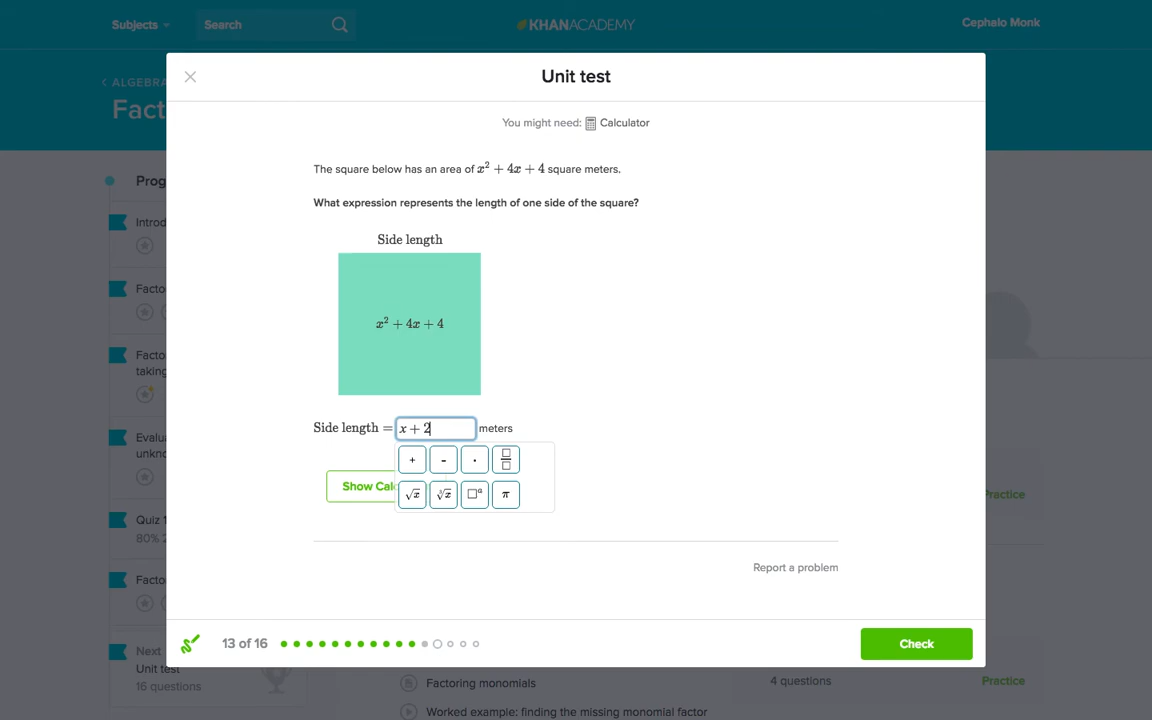 Subjects
Search
KHANACADEMY
Cephalo Monk
ALGEBRA
Fact
Unit test
You might need: Calculator
The square below has an area of x² + 4x + 4 square meters.
What expression represents the length of one side of the square?
Side length
x² + 4x + 4
Side length = x + 2 meters
+ - · □/□
√x ∛x □ᵃ π
Show Calc
Report a problem
13 of 16
Check
Prog
Introd
Facto
Facto
taking
Evalua
unkno
Quiz 1
80%
Facto
Next
Unit test
16 questions
Practice
Factoring monomials
4 questions
Practice
Worked example: finding the missing monomial factor